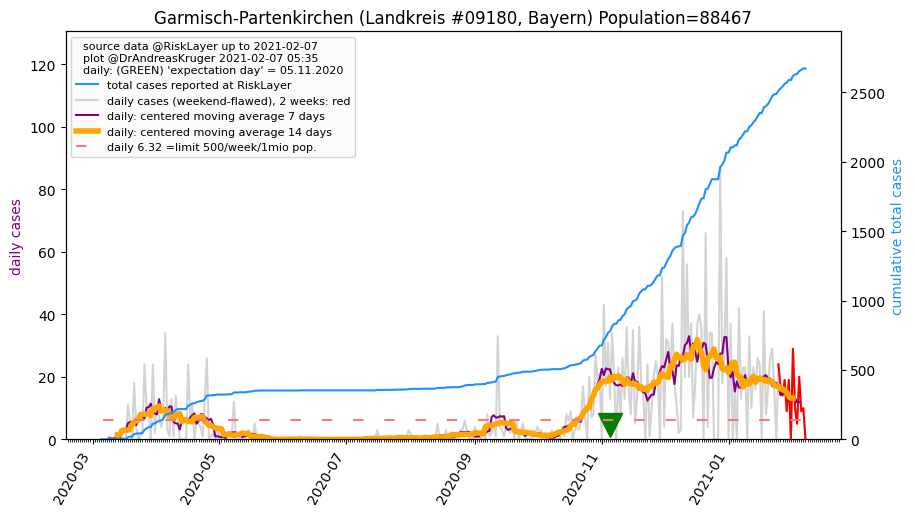 Garmisch-Partenkirchen (Landkreis #09180, Bayern) Population=88467
source data @RiskLayer up to 2021-02-07
plot @DrAndreasKruger 2021-02-07 05:35
daily: (GREEN) 'expectation day' = 05.11.2020
total cases reported at RiskLayer
daily cases (weekend-flawed), 2 weeks: red
daily: centered moving average 7 days
daily: centered moving average 14 days
daily 6.32 =limit 500/week/1mio pop.
daily cases
120
100
80
60
40
20
0
2500
2000
1500
1000
500
0
cumulative total cases
2020-03
2020-05
2020-07
2020-09
2020-11
2021-01